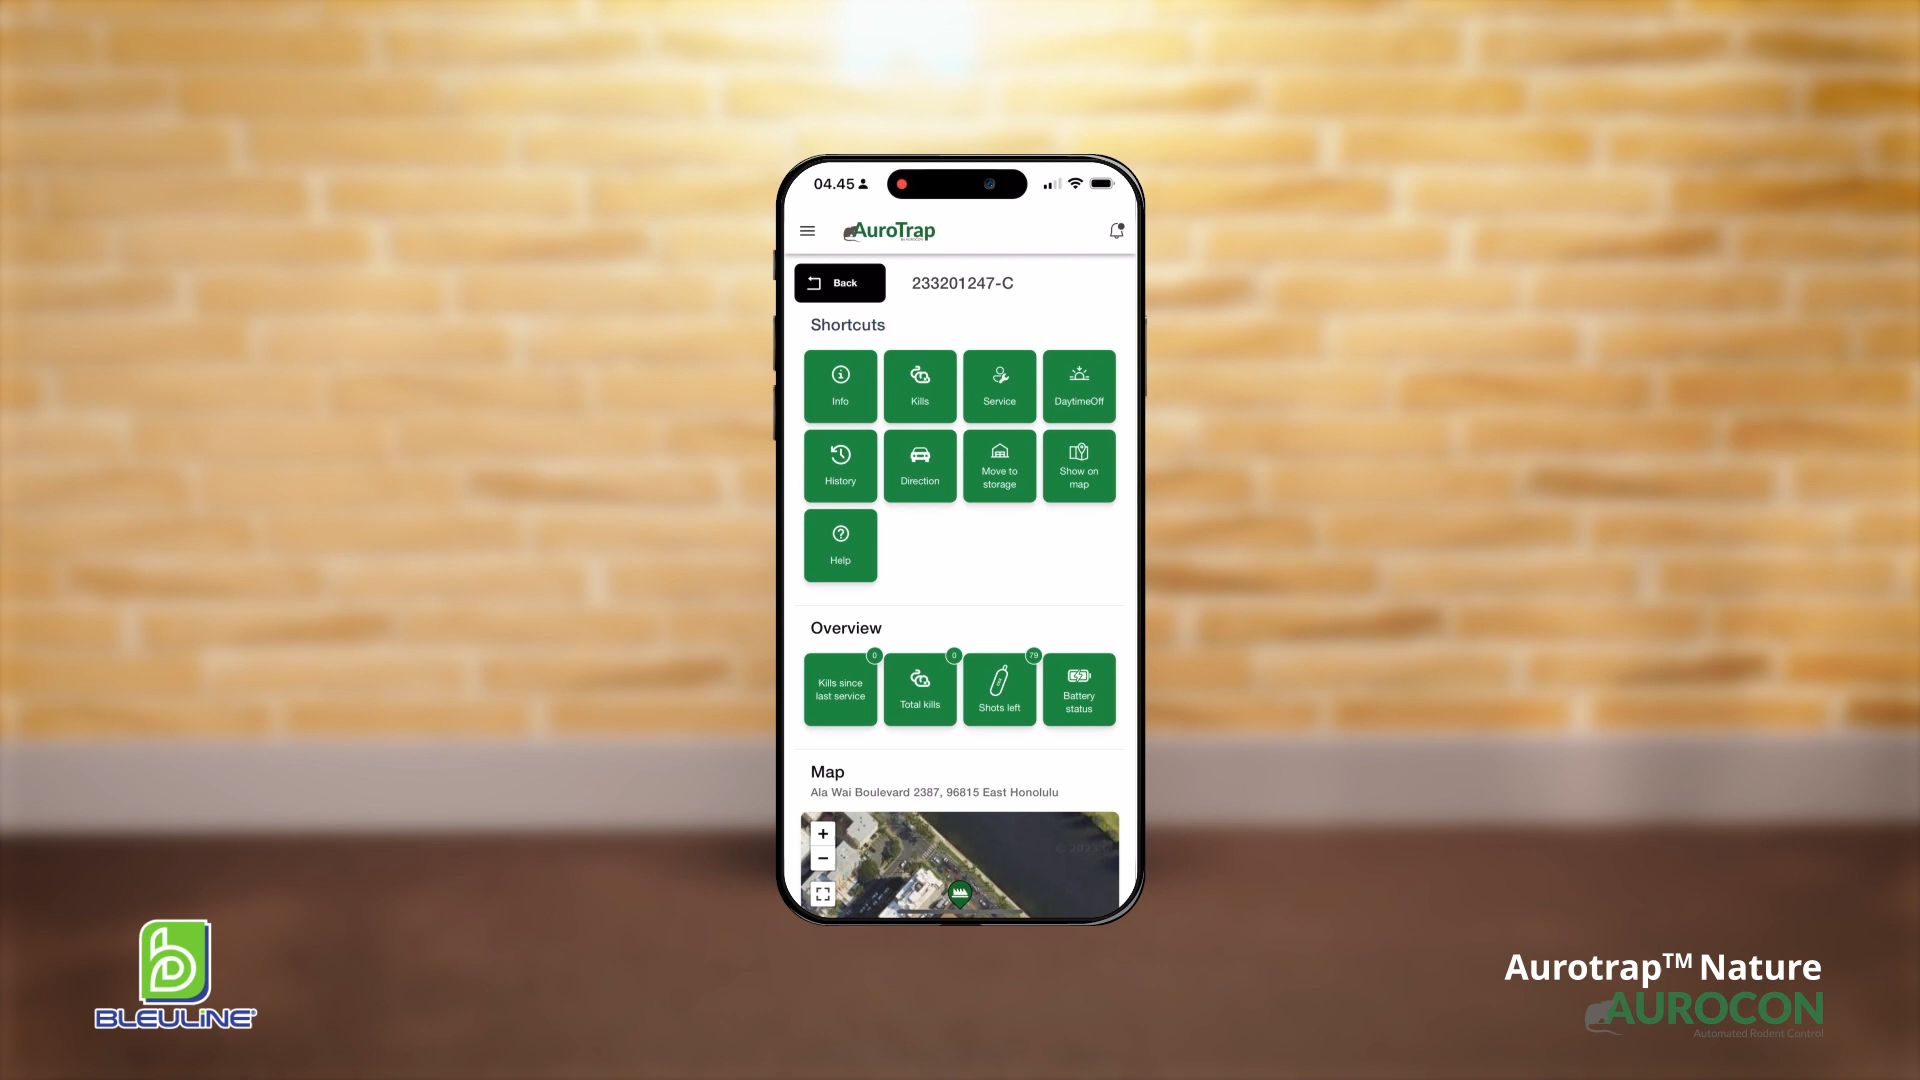 04.45
AuroTrap
BY AUROCON
Back
233201247-C
Shortcuts
Info
Kills
Service
DaytimeOff
History
Direction
Move to
storage
Show on
map
Help
Overview
0
0
79
Kills since
last service
Total kills
Shots left
Battery
status
Map
Ala Wai Boulevard 2387, 96815 East Honolulu
+
−
BLEULINE®
Aurotrap™ Nature
AUROCON
Automated Rodent Control